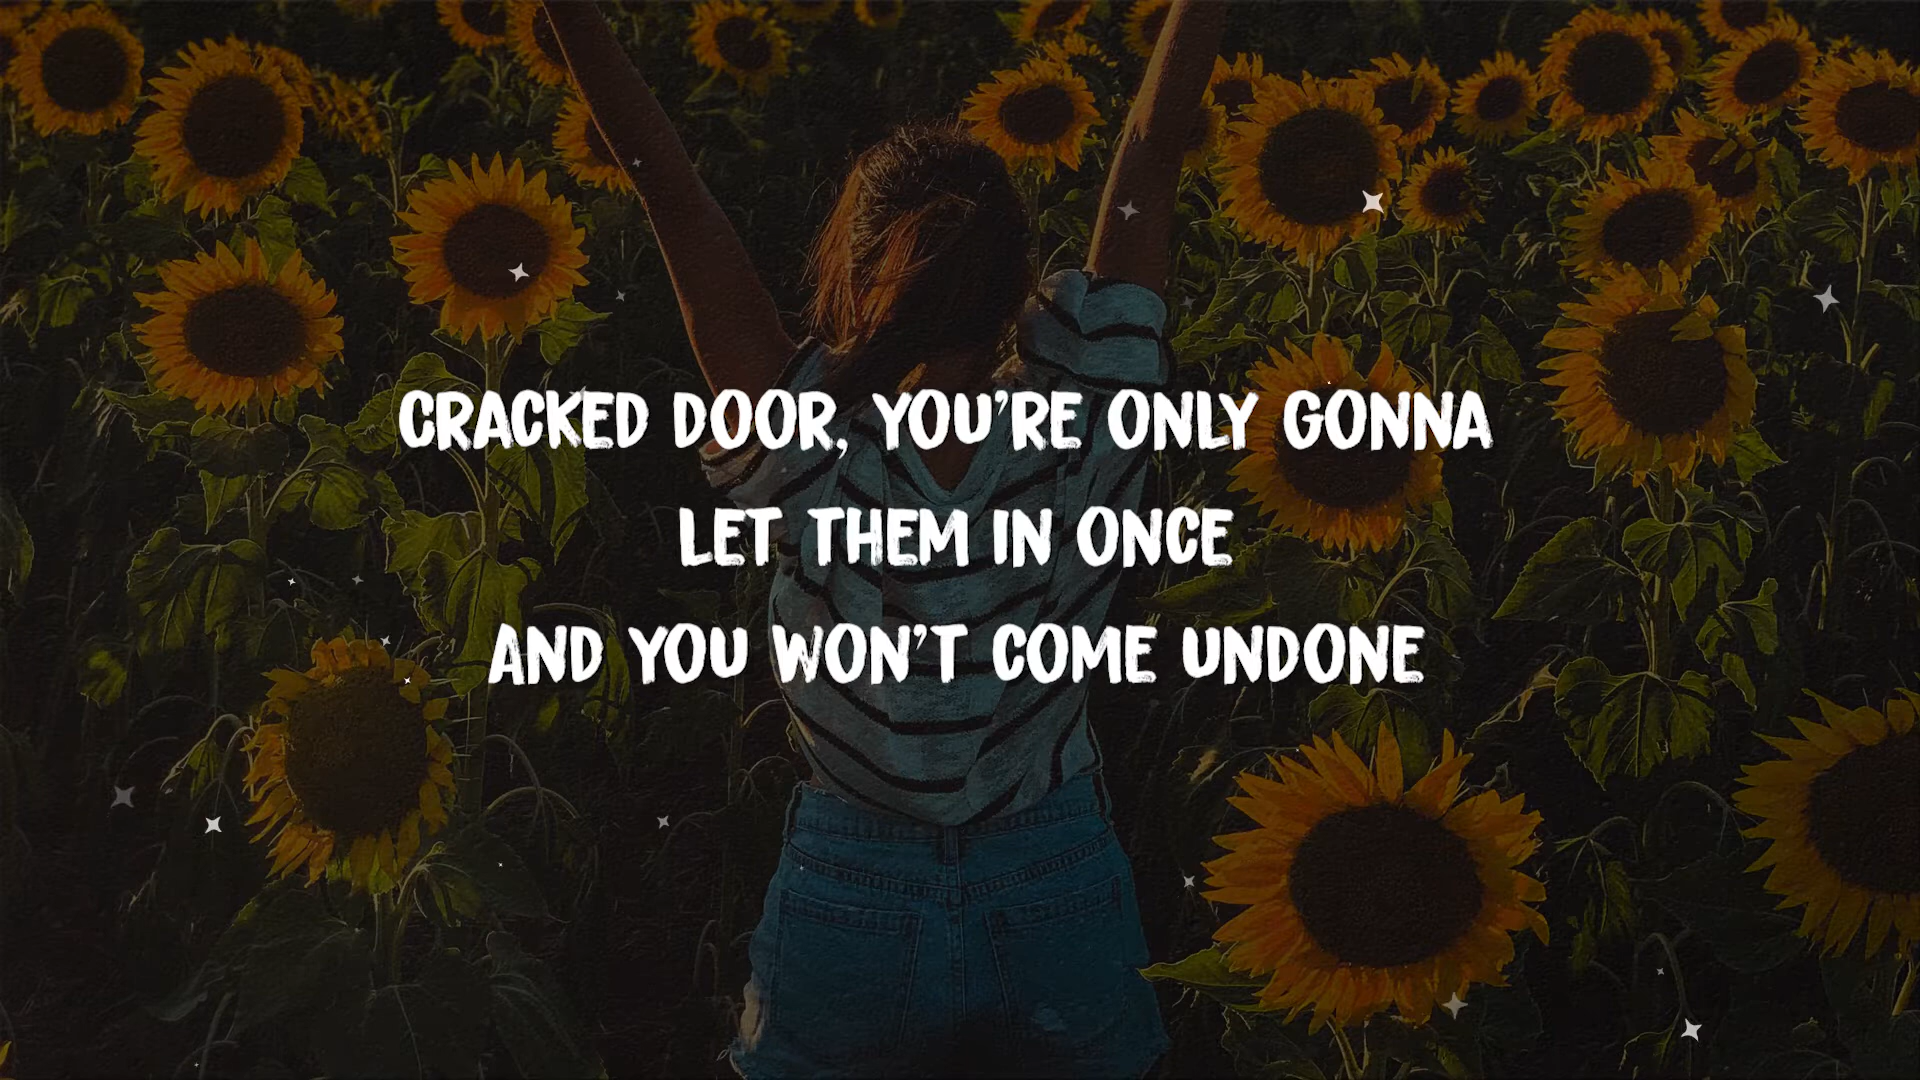 CRACKED DOOR, YOU'RE ONLY GONNA
LET THEM IN ONCE
AND YOU WON'T COME UNDONE